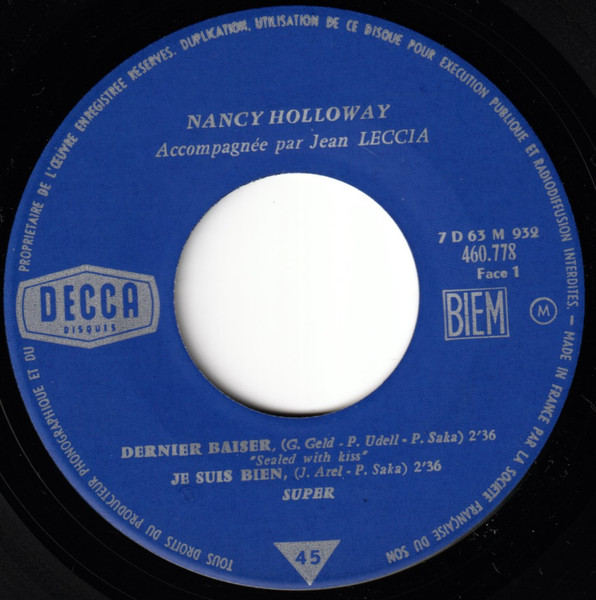 TOUS DROITS DU PRODUCTEUR PHONOGRAPHIQUE ET DU PROPRIETAIRE DE L'ŒUVRE ENREGISTREE RESERVES. DUPLICATION, UTILISATION DE CE DISQUE POUR EXECUTION PUBLIQUE ET RADIODIFFUSION INTERDITES. — MADE IN FRANCE PAR LA SOCIÉTÉ FRANÇAISE DU SON
NANCY HOLLOWAY
Accompagnée par Jean LECCIA
7 D 63 M 932
460.778
Face 1
DECCA
DISQUES
BIEM
M
DERNIER BAISER, (G. Geld - P. Udell - P. Saka) 2'36
"Sealed with kiss"
JE SUIS BIEN, (J. Arel - P. Saka) 2'36
SUPER
45